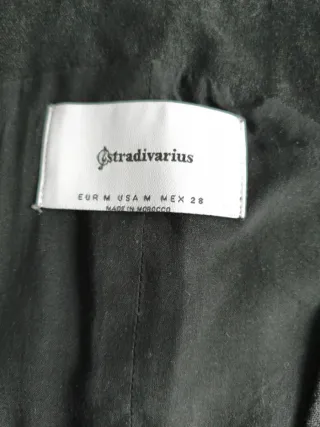 stradivarius
EUR M USA M MEX 28
MADE IN MOROCCO